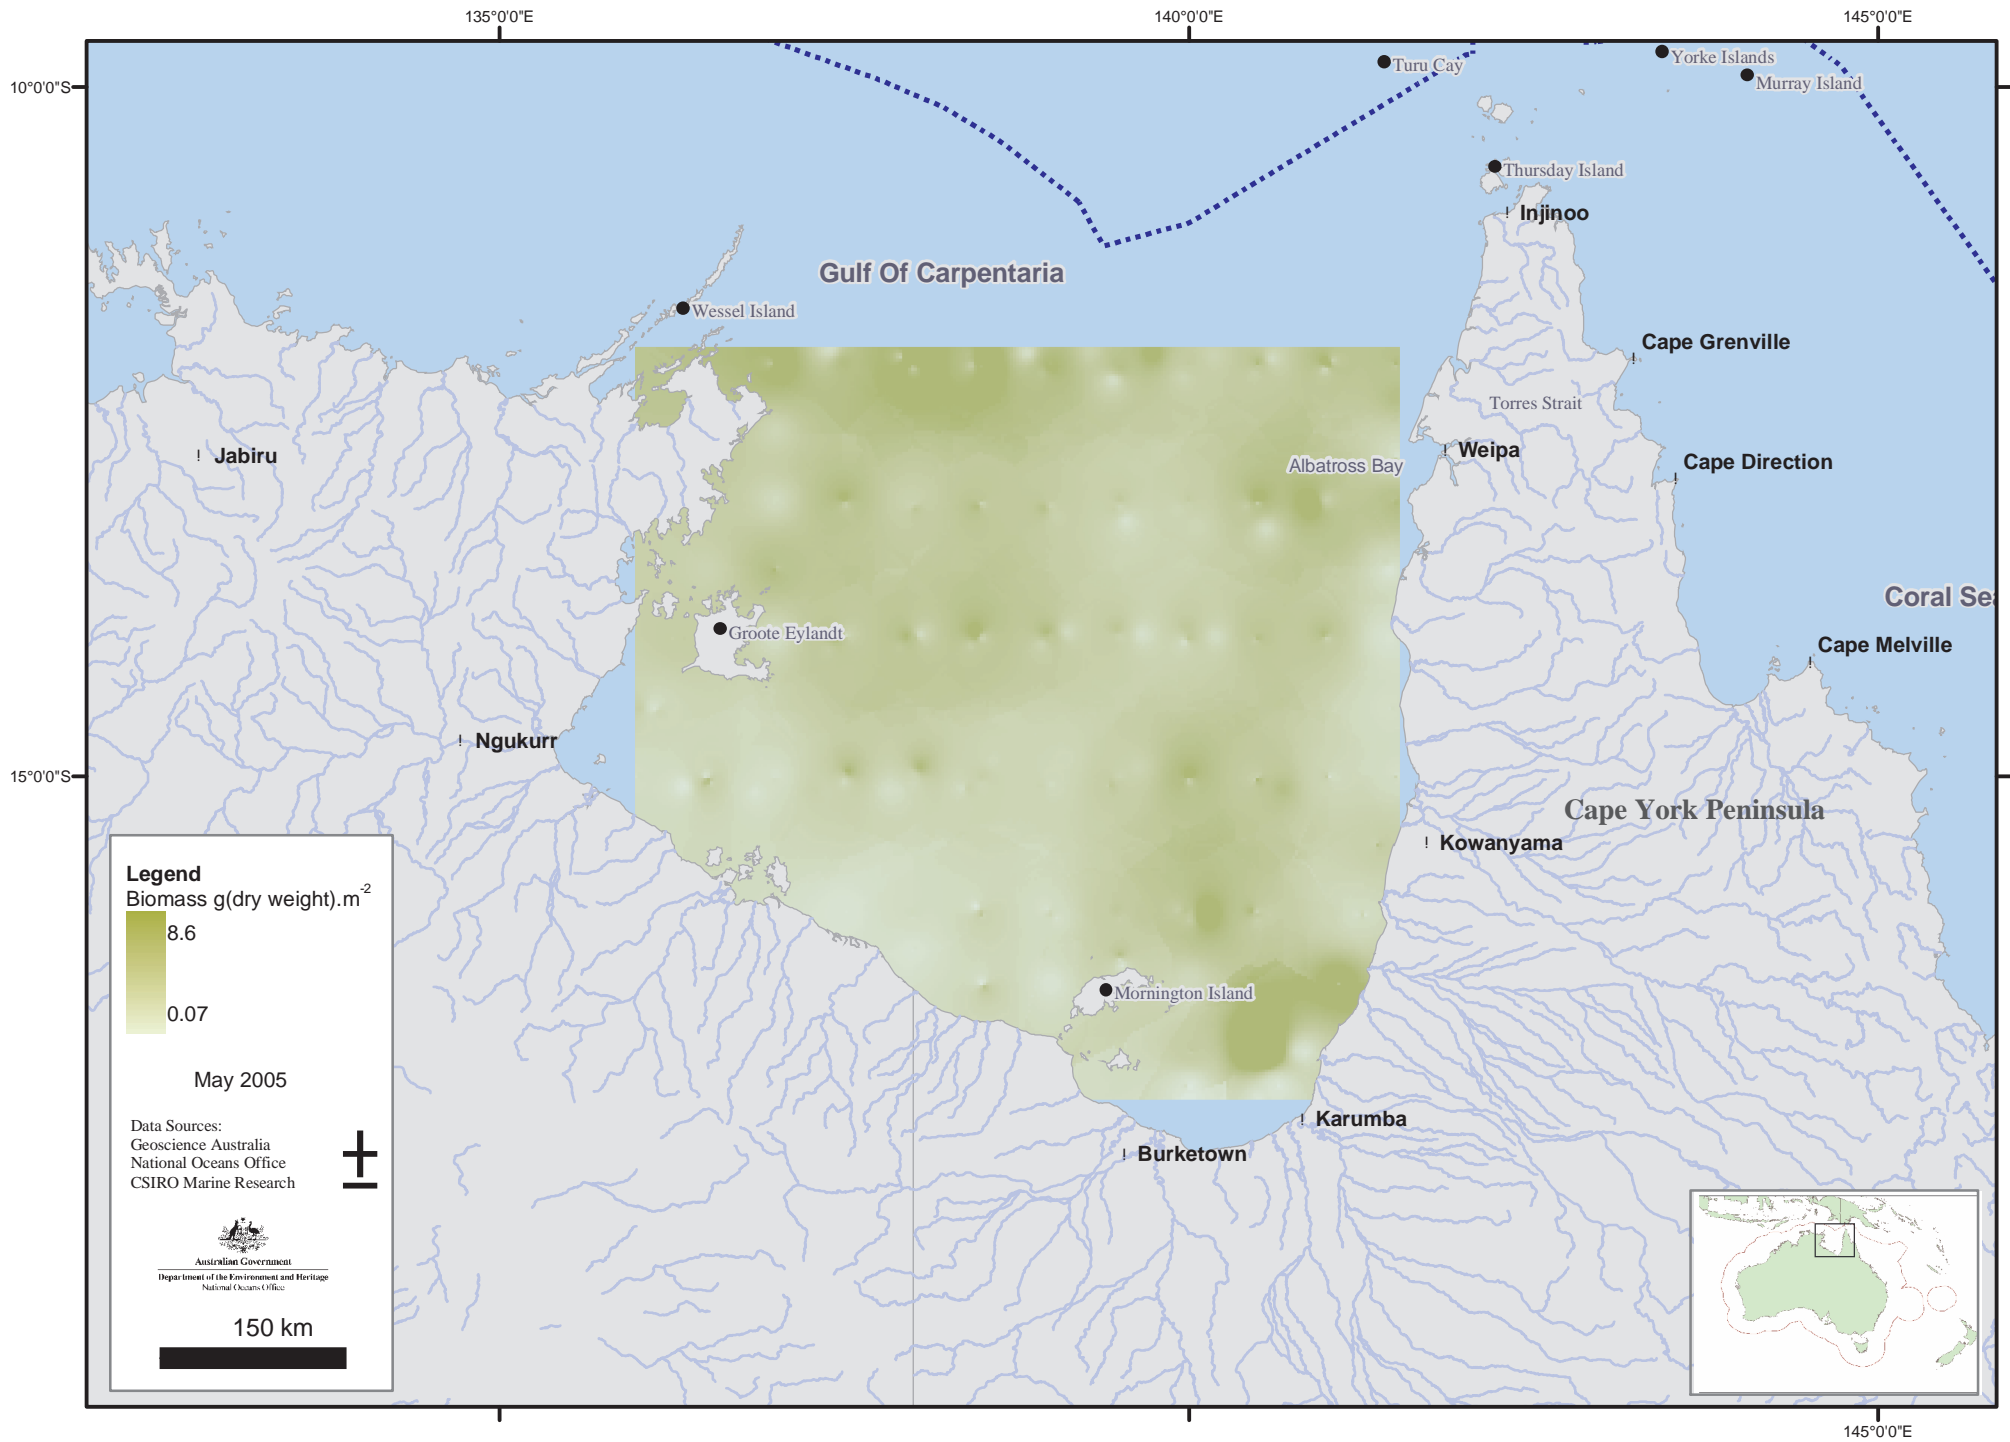 135°0'0"E
140°0'0"E
145°0'0"E
10°0'0"S
15°0'0"S
Turu Cay
Yorke Islands
Murray Island
Thursday Island
Injinoo
Gulf Of Carpentaria
Wessel Island
Cape Grenville
Torres Strait
Jabiru
Weipa
Albatross Bay
Cape Direction
Coral Sea
Groote Eylandt
Cape Melville
Ngukurr
Cape York Peninsula
Kowanyama
Mornington Island
Karumba
Burketown
Legend
Biomass g(dry weight).m-2
8.6
0.07
May 2005
Data Sources:
Geoscience Australia
National Oceans Office
CSIRO Marine Research
Australian Government
Department of the Environment and Heritage
National Oceans Office
150 km
145°0'0"E